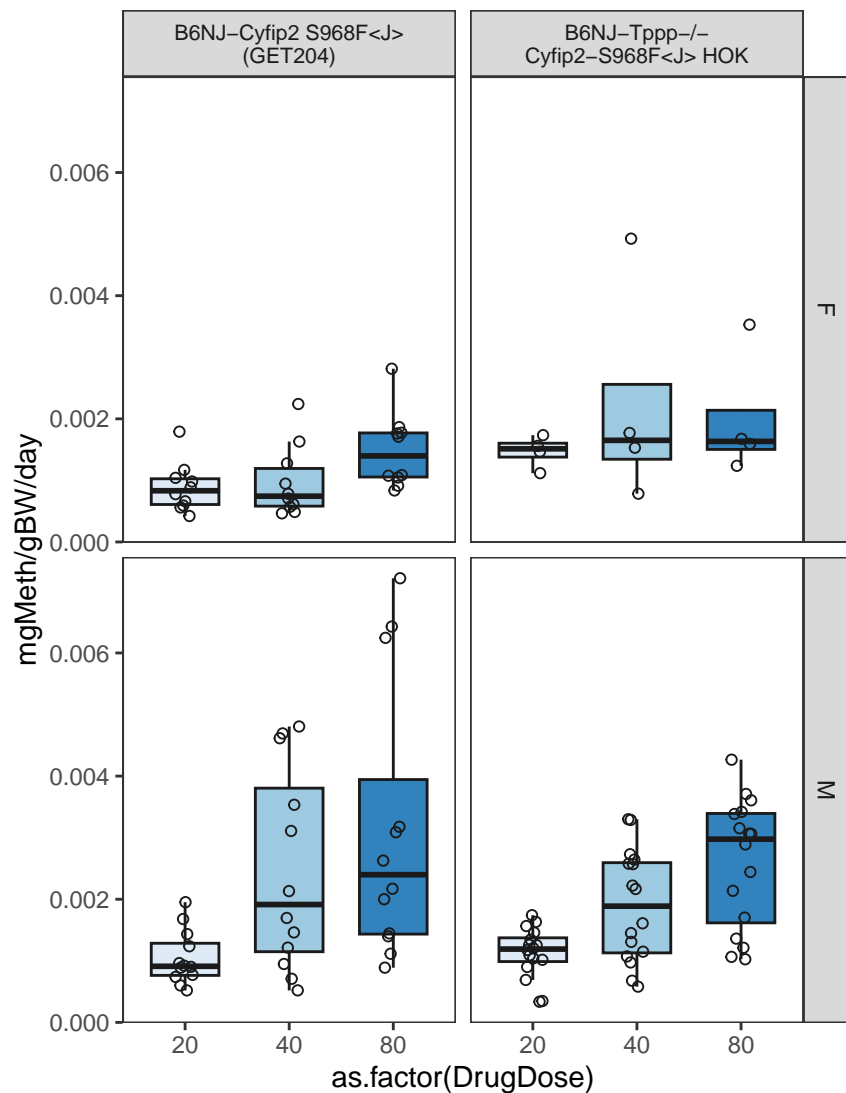 B6NJ−Cyfip2 S968F<J>
(GET204)
B6NJ−Tppp−/−
Cyfip2−S968F<J> HOK
0.006
0.004
0.002
0.000
F
0.006
0.004
0.002
0.000
M
mgMeth/gBW/day
20
40
80
20
40
80
as.factor(DrugDose)